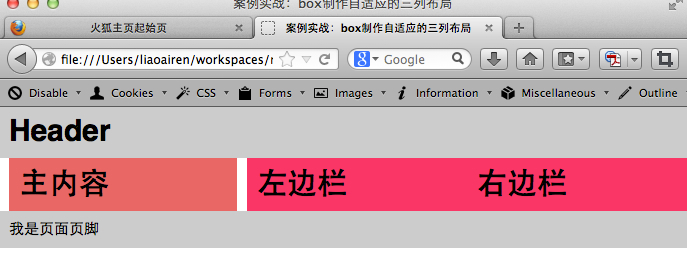 案例实战：box制作自适应的三列布局
火狐主页起始页
案例实战：box制作自适应的三列布局
file:///Users/liaoairen/workspaces/
Google
Disable Cookies CSS Forms Images Information Miscellaneous Outline
Header
主内容 左边栏 右边栏
我是页面页脚